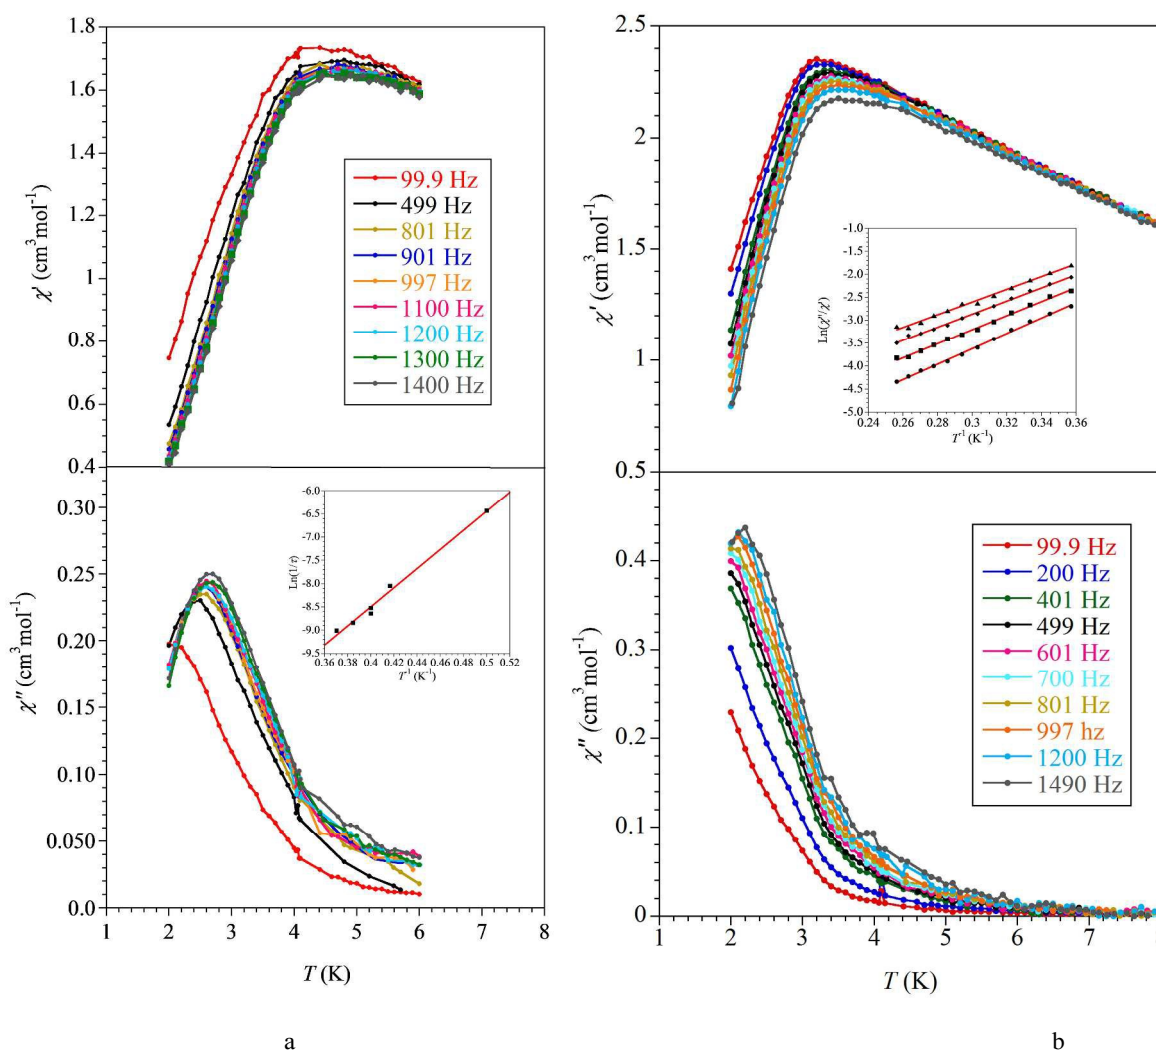 1.8
1.6
1.4
1.2
1
0.8
0.6
0.4
χ' (cm³mol⁻¹)
99.9 Hz
499 Hz
801 Hz
901 Hz
997 Hz
1100 Hz
1200 Hz
1300 Hz
1400 Hz
0.30
0.25
0.20
0.15
0.10
0.050
0.0
χ'' (cm³mol⁻¹)
-6.0
-6.5
-7.0
-7.5
-8.0
-8.5
-9.0
-9.5
Ln(1/τ)
0.36 0.38 0.4 0.42 0.44 0.46 0.48 0.5 0.52
T⁻¹ (K⁻¹)
1 2 3 4 5 6 7 8
T (K)
a
2.5
2
1.5
1
0.5
χ' (cm³mol⁻¹)
-1.0
-1.5
-2.0
-2.5
-3.0
-3.5
-4.0
-4.5
-5.0
Ln(χ''/χ')
0.24 0.26 0.28 0.30 0.32 0.34 0.36
T⁻¹ (K⁻¹)
0.4
0.3
0.2
0.1
0
χ'' (cm³mol⁻¹)
99.9 Hz
200 Hz
401 Hz
499 Hz
601 Hz
700 Hz
801 Hz
997 hz
1200 Hz
1490 Hz
1 2 3 4 5 6 7
T (K)
b